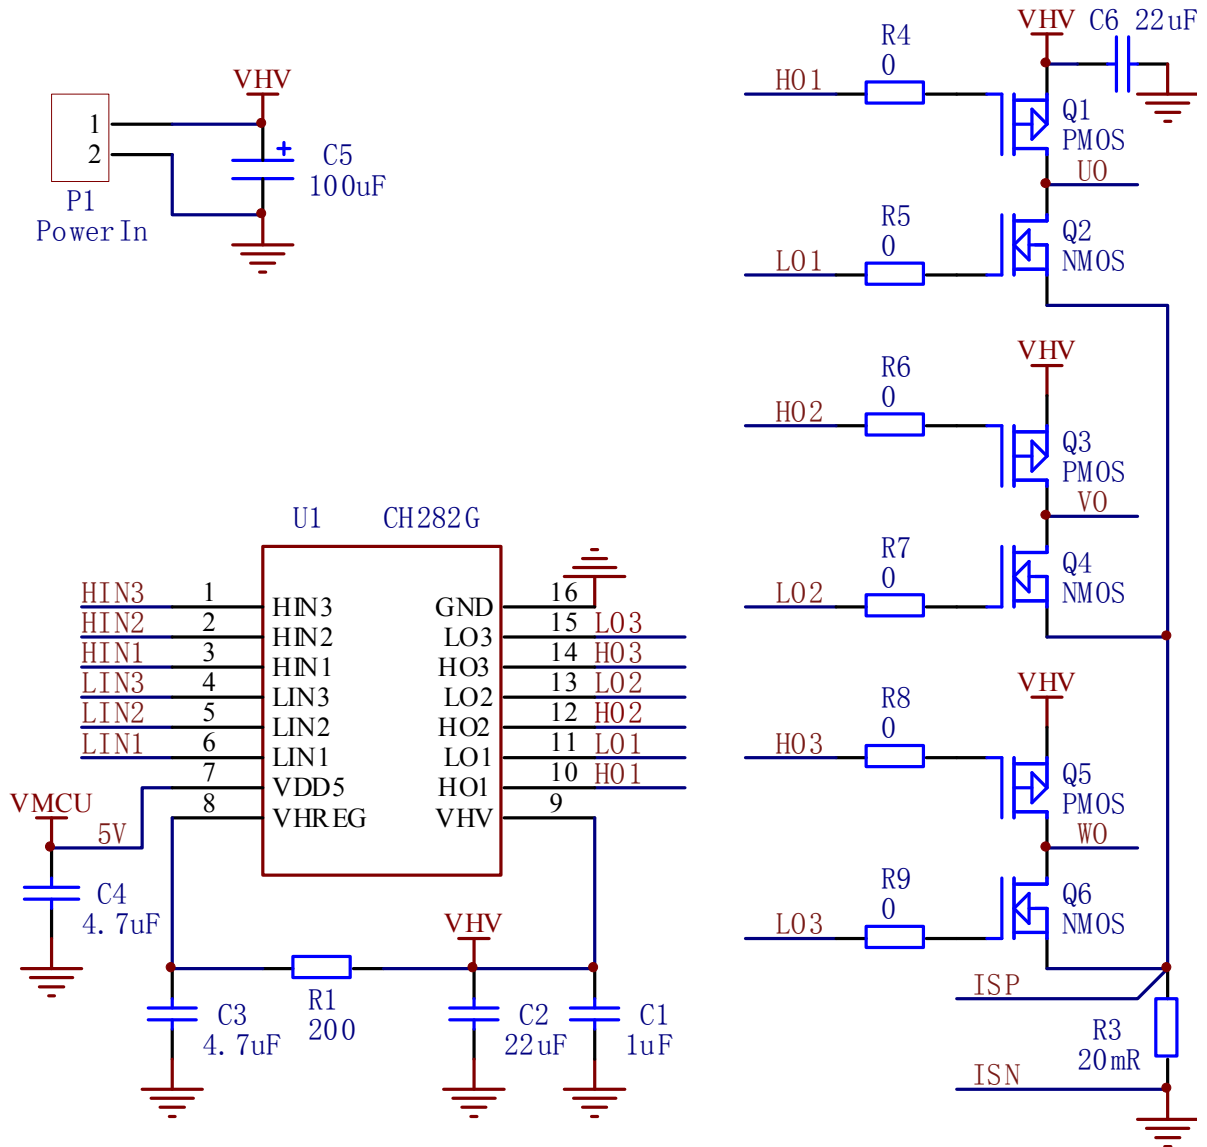 VHV
1
2
P1
PowerIn
+
C5
100uF
VHV
C6 22uF
R4
0
HO1
Q1
PMOS
UO
R5
0
LO1
Q2
NMOS
VHV
R6
0
HO2
Q3
PMOS
VO
R7
0
LO2
Q4
NMOS
VHV
R8
0
HO3
Q5
PMOS
WO
R9
0
LO3
Q6
NMOS
ISP
R3
20mR
ISN
U1 CH282G
HIN3 1 HIN3 GND 16
HIN2 2 HIN2 LO3 15 LO3
HIN1 3 HIN1 HO3 14 HO3
LIN3 4 LIN3 LO2 13 LO2
LIN2 5 LIN2 HO2 12 HO2
LIN1 6 LIN1 LO1 11 LO1
7 VDD5 HO1 10 HO1
8 VHREG VHV 9
VMCU
5V
C4
4.7uF
VHV
C3
4.7uF
R1
200
C2
22uF
C1
1uF